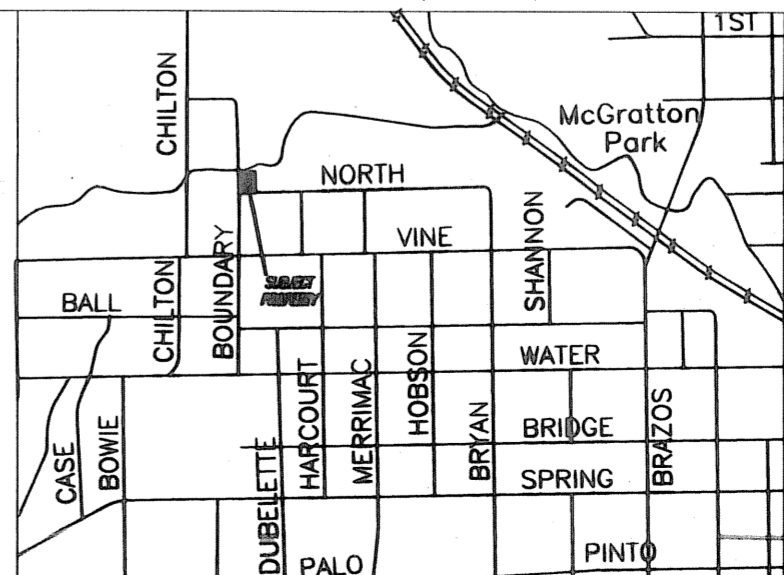 1ST
CHILTON
McGratton
Park
NORTH
BOUNDARY
VINE
SHANNON
SUBJECT
PROPERTY
BALL
CHILTON
WATER
HARCOURT
MERRIMAC
HOBSON
BRYAN
BRIDGE
BRAZOS
CASE
BOWIE
DUBELETTE
SPRING
PALO
PINTO